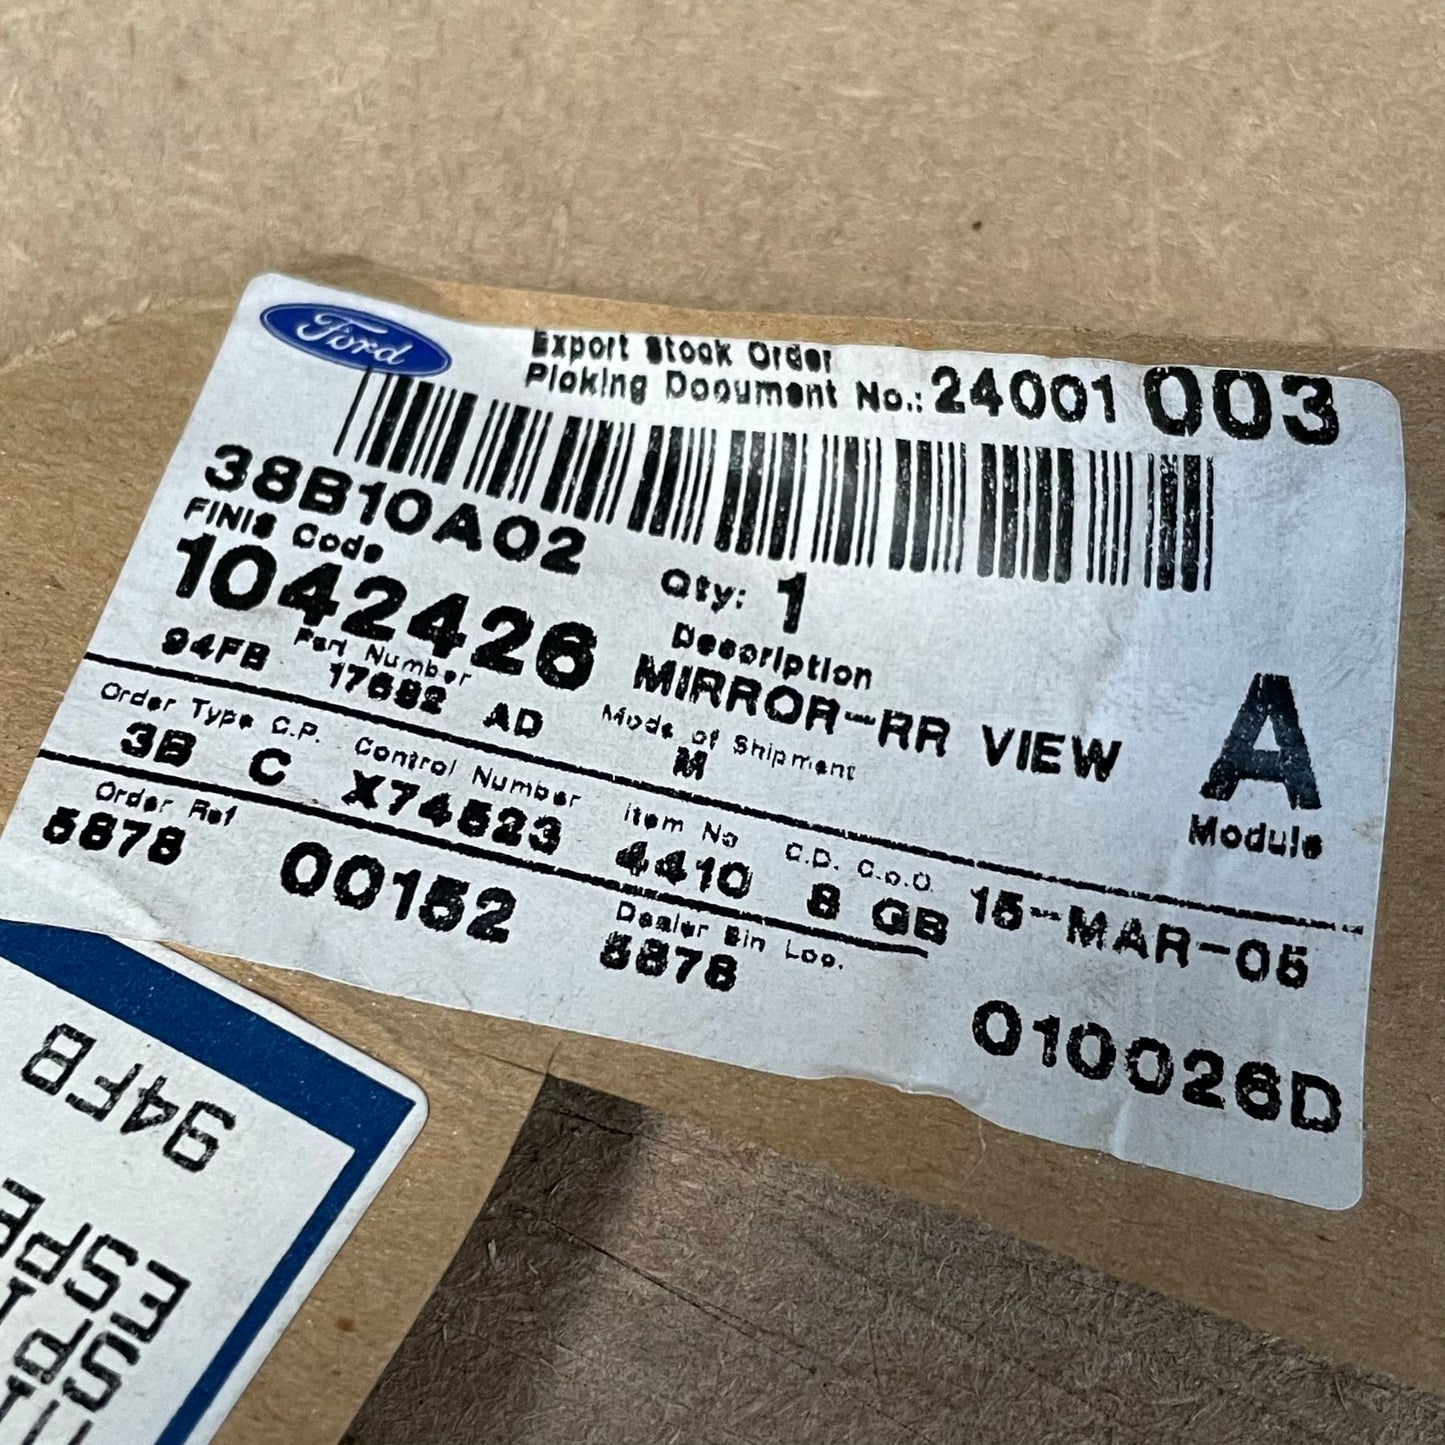 Ford
Export Stock Order
Picking Document No.: 24001 003
38B10A02
FINIS Code
1042426
Qty: 1
Description
MIRROR-RR VIEW
Part Number
94FB 17682 AD
Mode of Shipment
M
A
Module
Order Type C.P. Control Number Item No C.D. C.o.O.
3B C X74523 4410 8 GB 15-MAR-05
Order Ref
5878 00152
Dealer Bin Loc.
5878
010026D
94FB